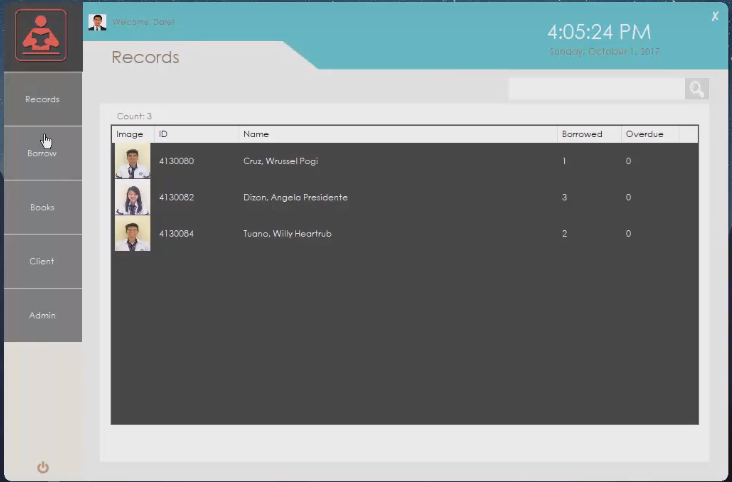 Welcome, Darell
4:05:24 PM
X
Sunday, October 1, 2017
Records
Records
Borrow
Books
Client
Admin
Count: 3
Image ID Name Borrowed Overdue
4130080 Cruz, Wrussel Pogi 1 0
4130082 Dizon, Angela Presidente 3 0
4130084 Tuano, Willy Heartrub 2 0